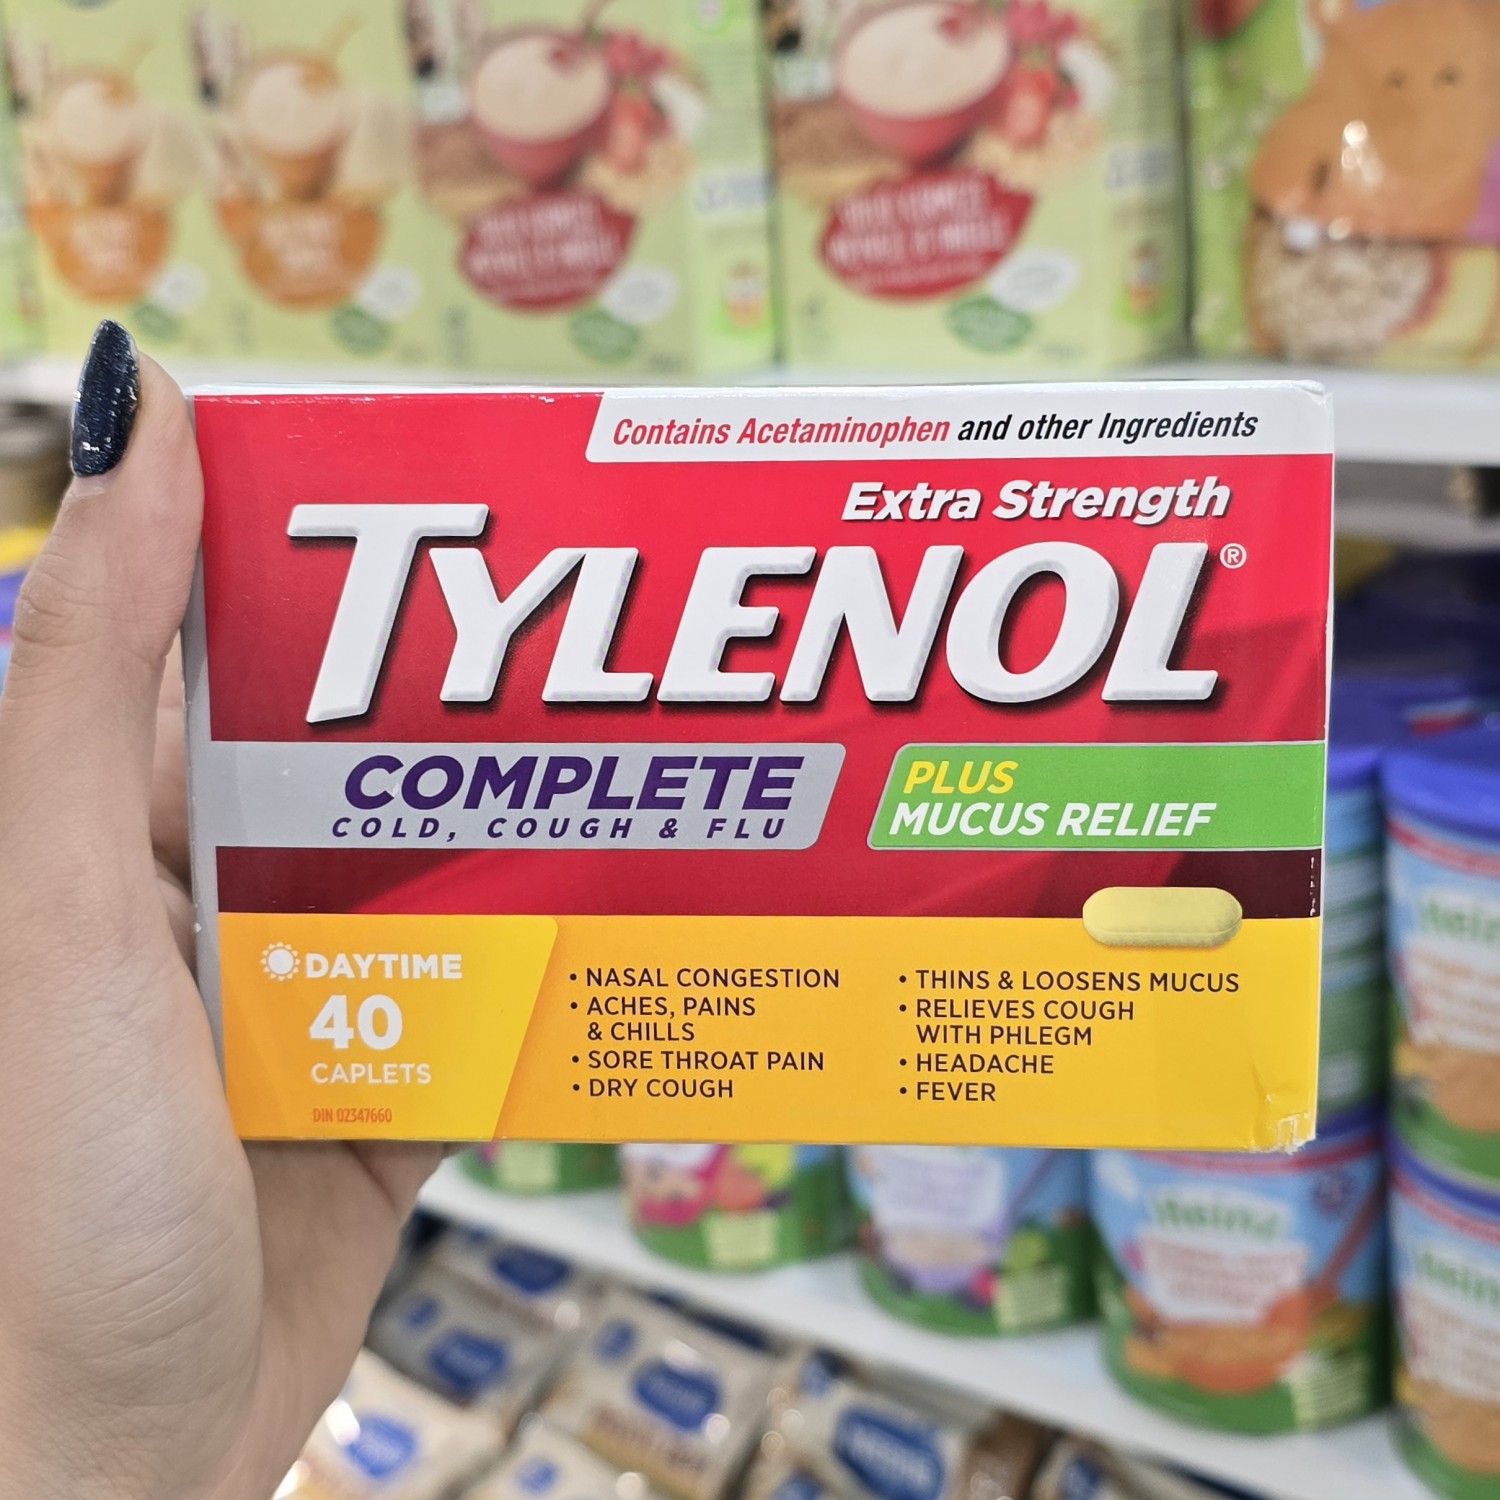 Contains Acetaminophen and other Ingredients
Extra Strength
TYLENOL®
COMPLETE
COLD, COUGH & FLU
PLUS
MUCUS RELIEF
DAYTIME
40
CAPLETS
DIN 02347660
• NASAL CONGESTION
• ACHES, PAINS
& CHILLS
• SORE THROAT PAIN
• DRY COUGH
• THINS & LOOSENS MUCUS
• RELIEVES COUGH
WITH PHLEGM
• HEADACHE
• FEVER
Heinz